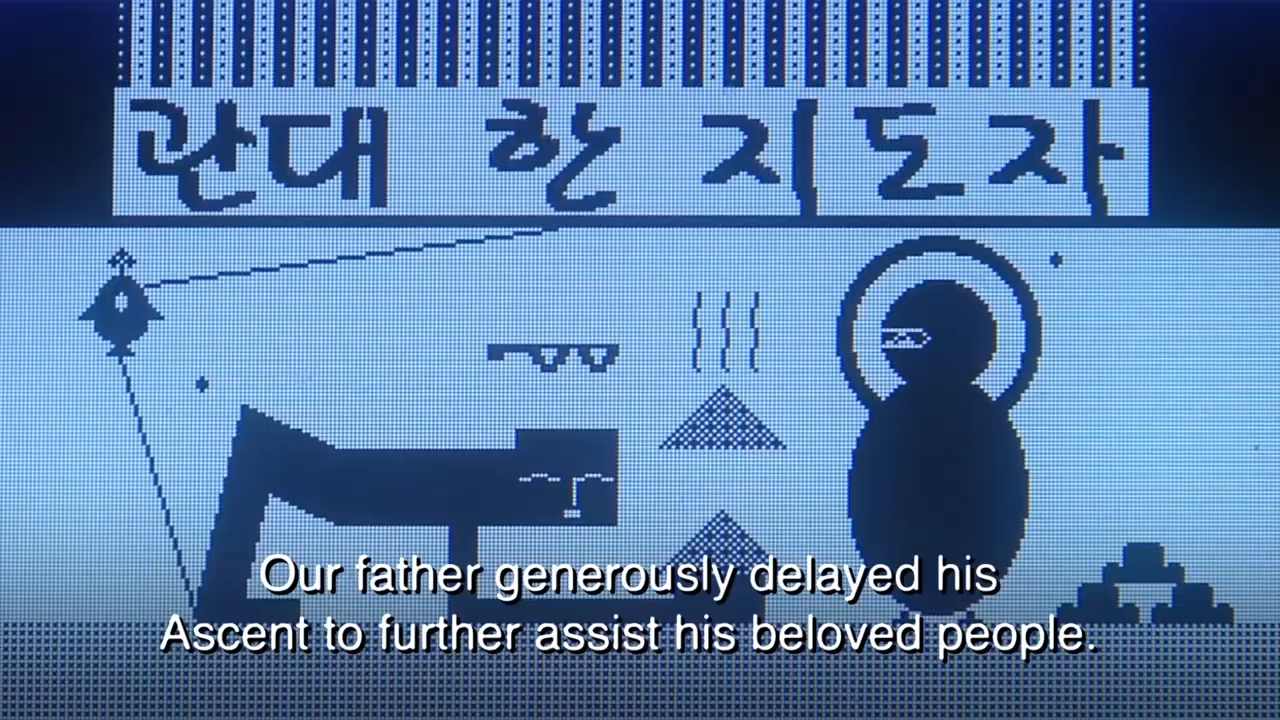 관대 한 지도자
Our father generously delayed his
Ascent to further assist his beloved people.